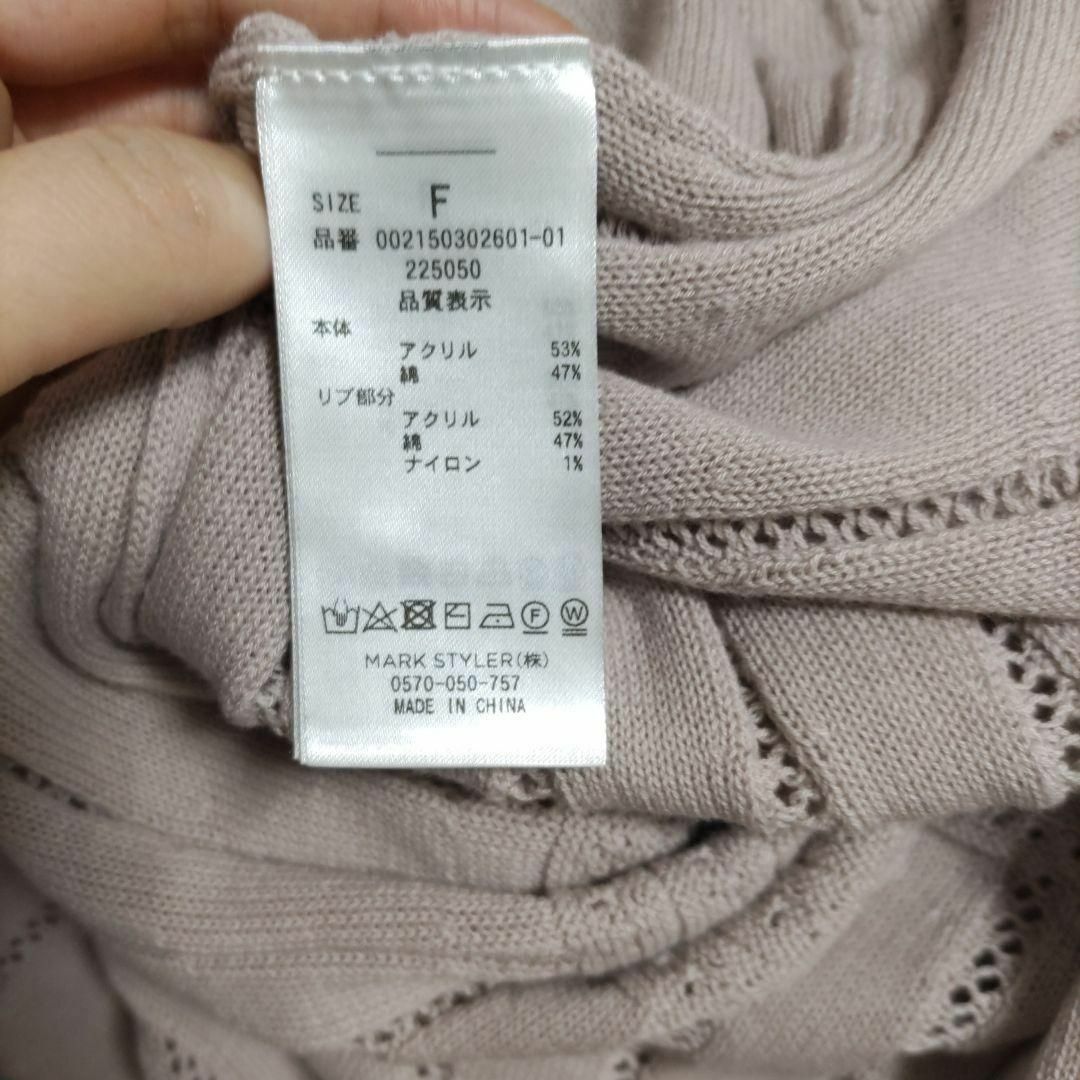 SIZE F
品番 002150302601-01
225050
品質表示
本体
アクリル 53%
綿 47%
リブ部分
アクリル 52%
綿 47%
ナイロン 1%
F W
MARK STYLER(株)
0570-050-757
MADE IN CHINA